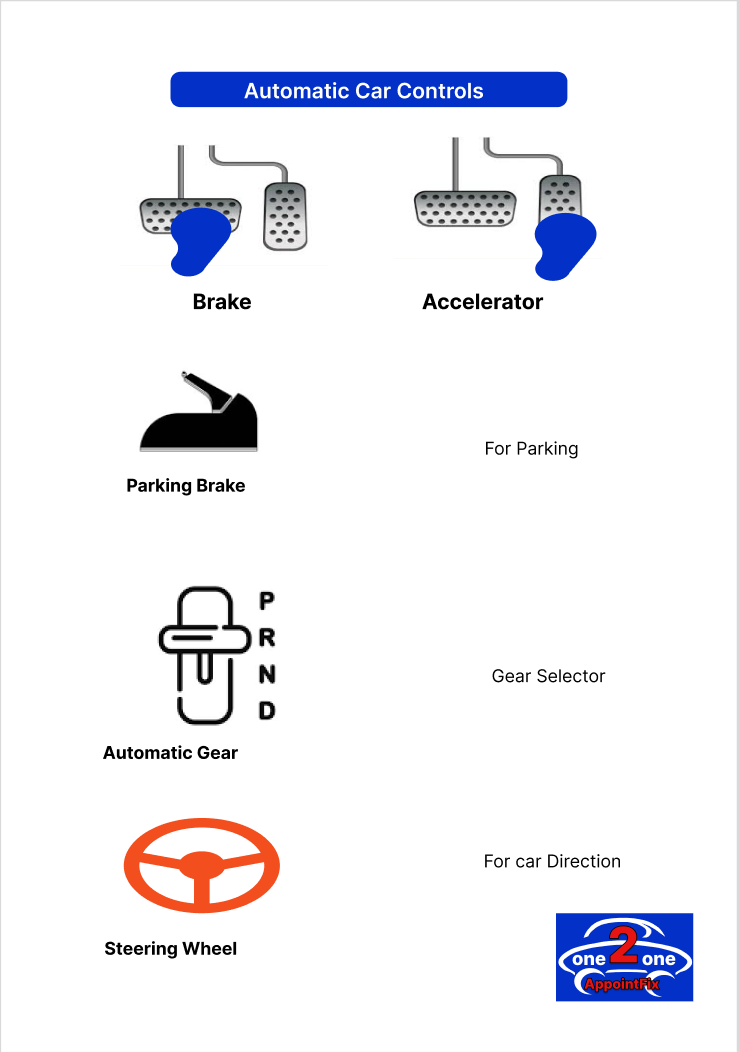 Automatic Car Controls
Brake
Accelerator
For Parking
Parking Brake
P
R
N
D
Gear Selector
Automatic Gear
For car Direction
Steering Wheel
one 2 one
AppointFix